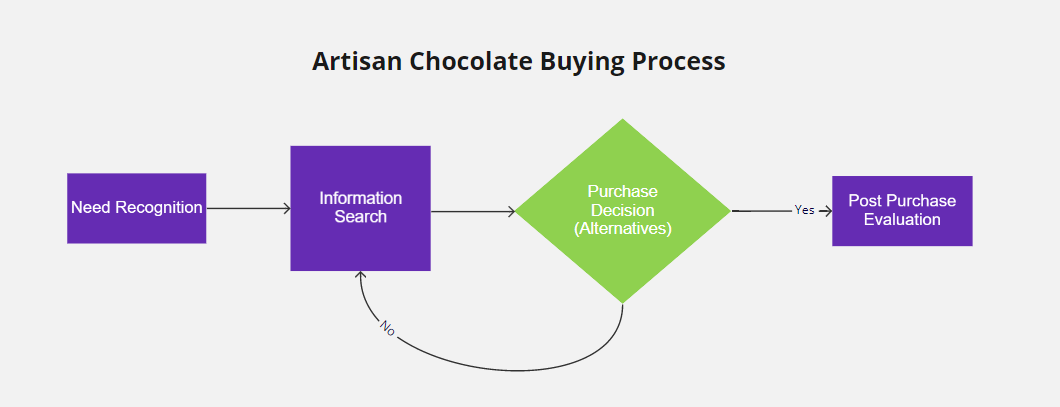 Artisan Chocolate Buying Process
Need Recognition
Information
Search
Purchase
Decision
(Alternatives)
Yes
Post Purchase
Evaluation
No